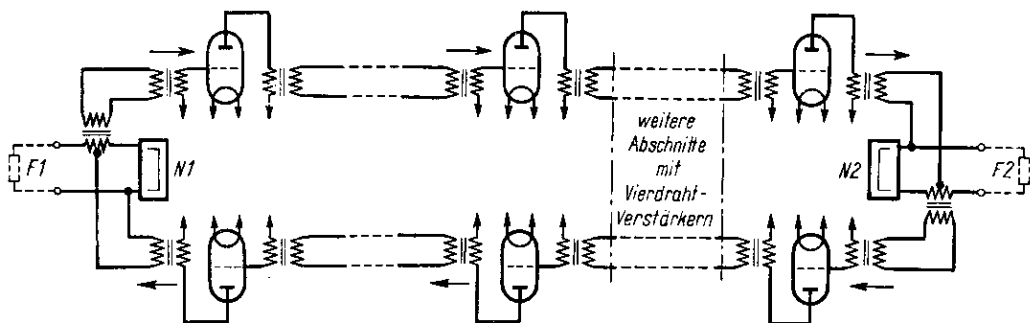 F1
N1
weitere
Abschnitte
mit
Vierdraht-
Verstärkern
N2
F2